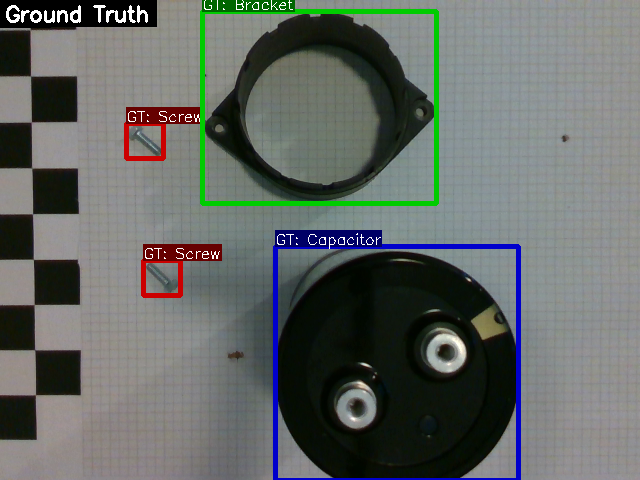 Ground Truth
GT: Bracket
GT: Screw
GT: Screw
GT: Capacitor